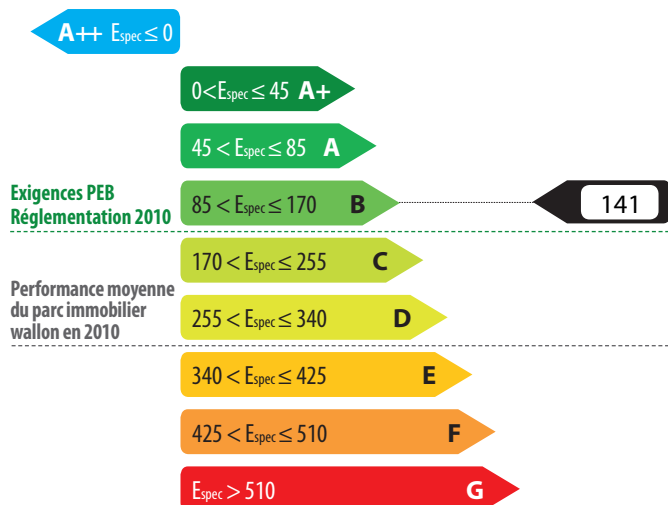 A++ Espec ≤ 0
0<Espec ≤ 45 A+
45 < Espec ≤ 85 A
Exigences PEB
Réglementation 2010
85 < Espec ≤ 170 B
141
170 < Espec ≤ 255 C
Performance moyenne
du parc immobilier
wallon en 2010
255 < Espec ≤ 340 D
340 < Espec ≤ 425 E
425 < Espec ≤ 510 F
Espec > 510 G